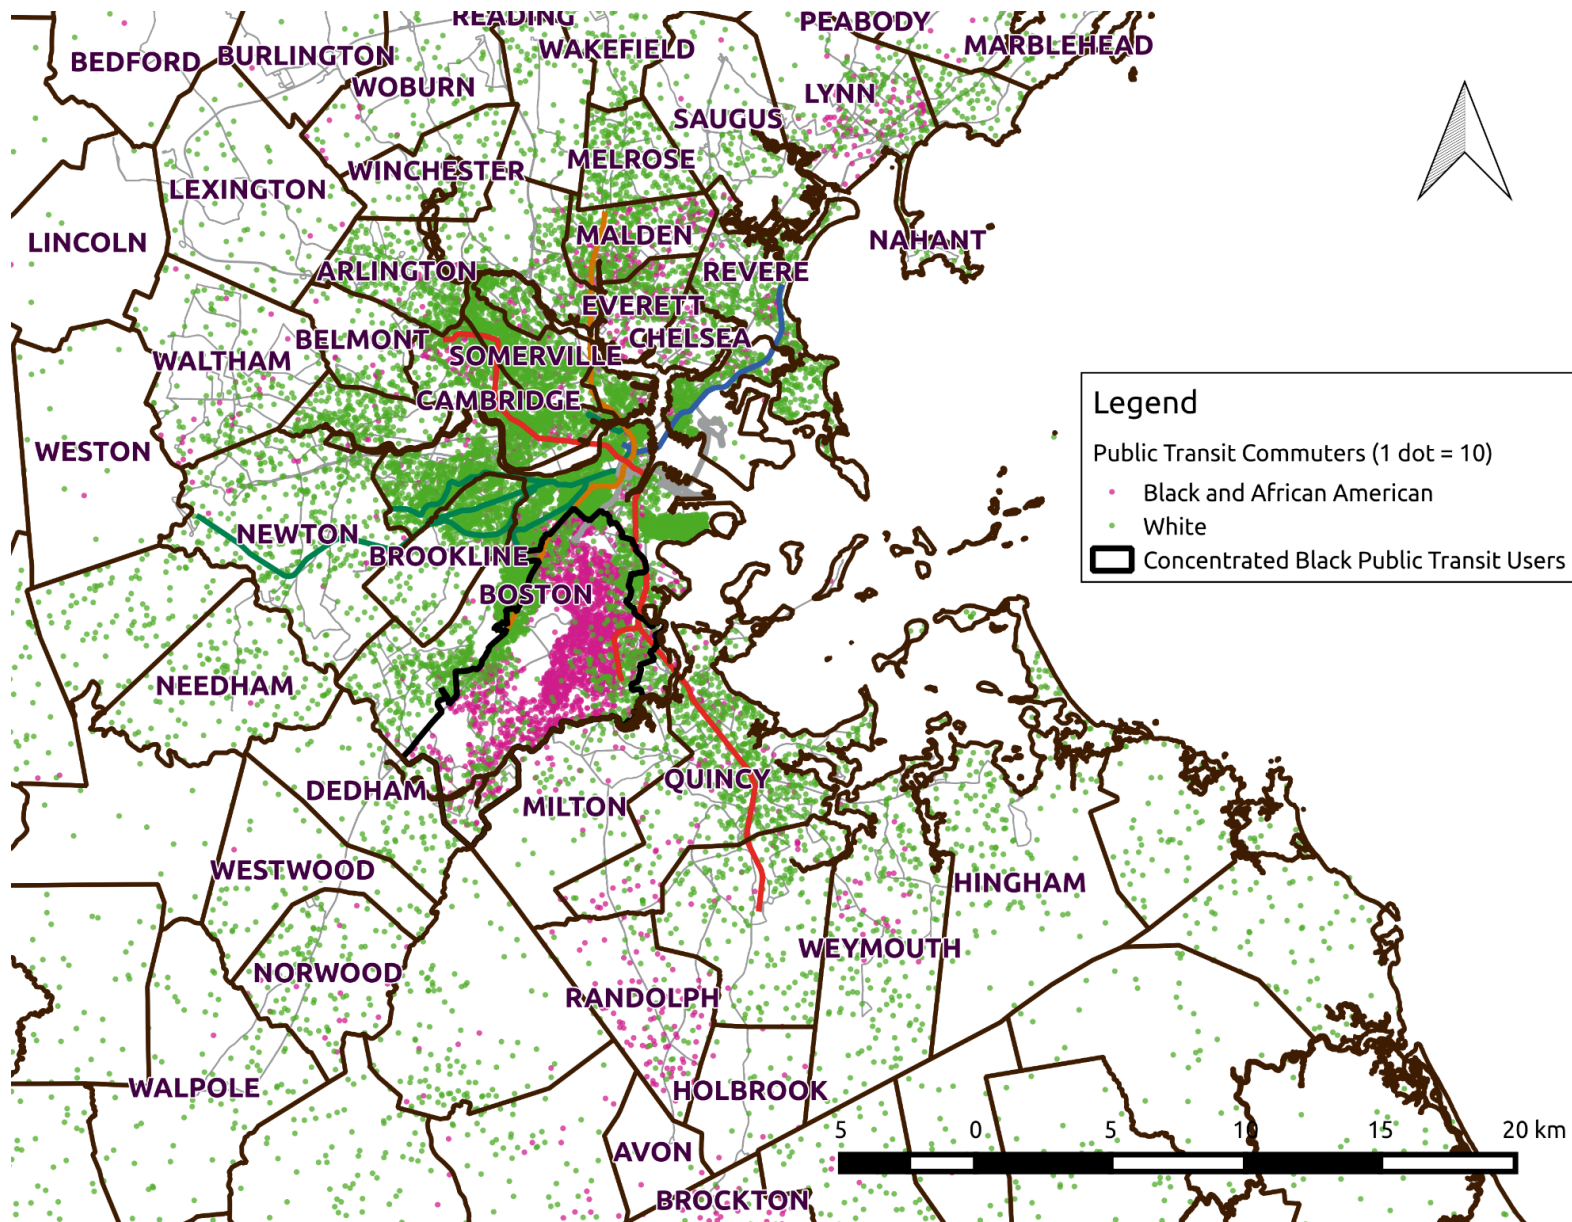 READING
PEABODY
MARBLEHEAD
WAKEFIELD
BURLINGTON
BEDFORD
WOBURN
LYNN
SAUGUS
MELROSE
WINCHESTER
LEXINGTON
LINCOLN
MALDEN
NAHANT
ARLINGTON
REVERE
EVERETT
CHELSEA
BELMONT
SOMERVILLE
WALTHAM
CAMBRIDGE
WESTON
NEWTON
BROOKLINE
BOSTON
NEEDHAM
Legend
Public Transit Commuters (1 dot = 10)
Black and African American
White
Concentrated Black Public Transit Users
QUINCY
DEDHAM
MILTON
WESTWOOD
HINGHAM
WEYMOUTH
NORWOOD
RANDOLPH
WALPOLE
HOLBROOK
AVON
BROCKTON
5 0 5 10 15 20 km